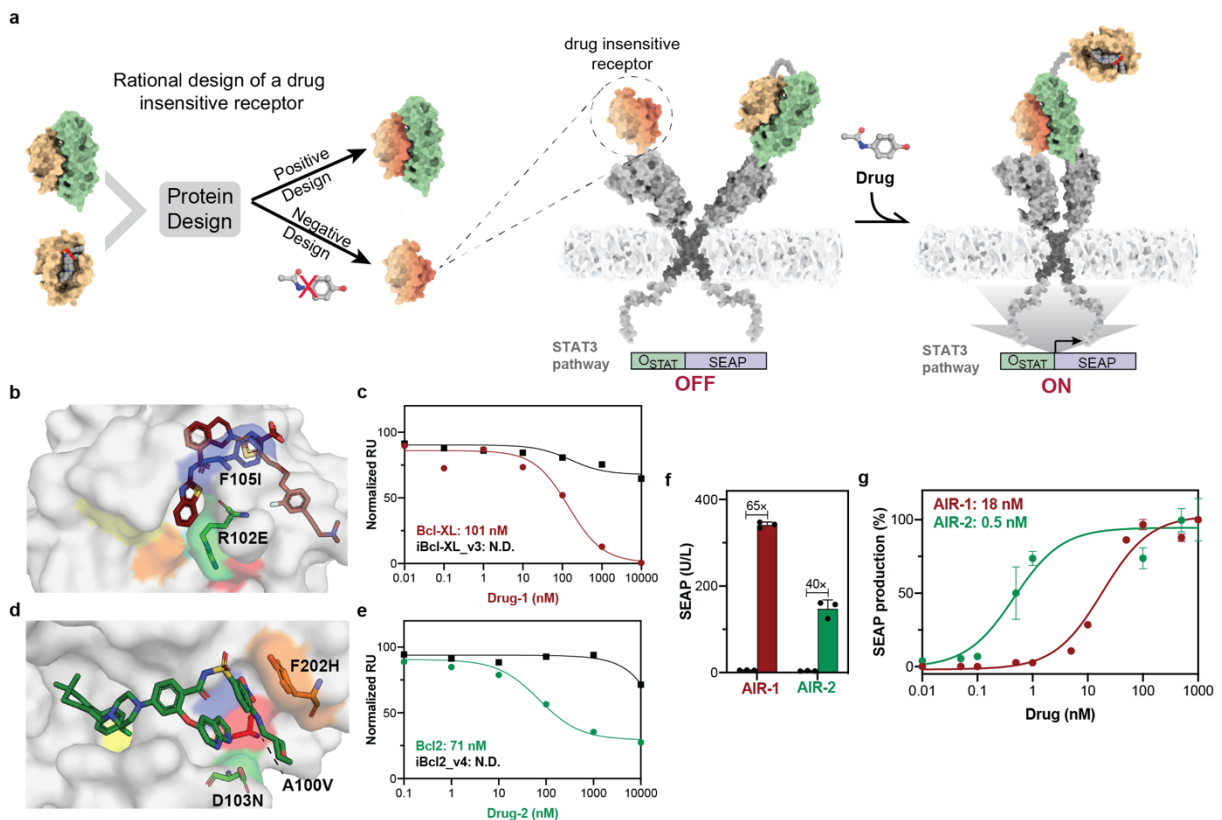 a
Rational design of a drug
insensitive receptor
Protein
Design
Positive
Design
Negative
Design
drug insensitive
receptor
Drug
STAT3
pathway
OSTAT
SEAP
OFF
STAT3
pathway
OSTAT
SEAP
ON
b
F105I
R102E
c
Normalized RU
90
60
30
0
Bcl-XL: 101 nM
iBcl-XL_v3: N.D.
0.01
0.1
1
10
100
1000
10000
Drug-1 (nM)
d
F202H
A100V
D103N
e
Normalized RU
100
75
50
25
0
Bcl2: 71 nM
iBcl2_v4: N.D.
0.1
1
10
100
1000
10000
Drug-2 (nM)
f
SEAP (U/L)
400
200
0
65×
40×
AIR-1
AIR-2
g
SEAP production (%)
100
50
0
AIR-1: 18 nM
AIR-2: 0.5 nM
0.01
0.1
1
10
100
1000
Drug (nM)